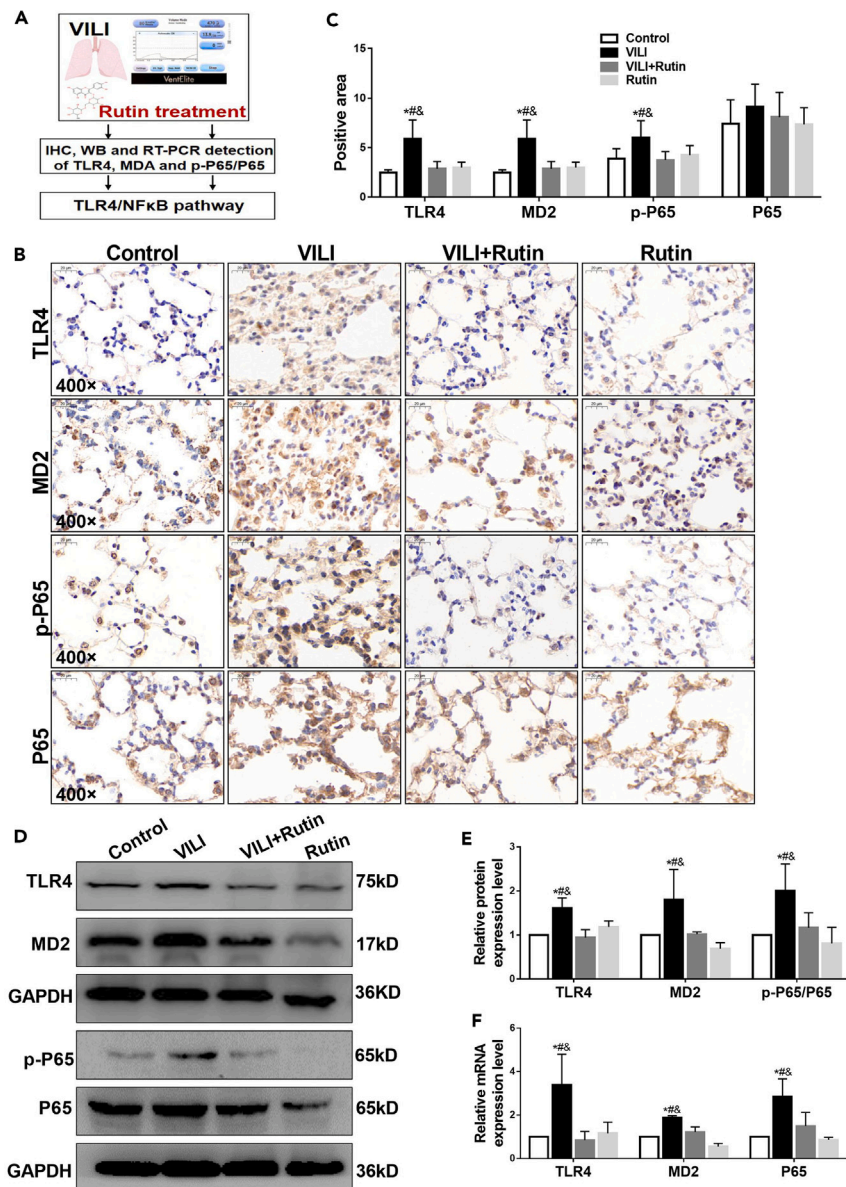 A
VILI
VentElite
Rutin treatment
IHC, WB and RT-PCR detection
of TLR4, MDA and p-P65/P65
TLR4/NFκB pathway
C
Control
VILI
VILI+Rutin
Rutin
Positive area
15
10
5
0
*#&
*#&
*#&
TLR4
MD2
p-P65
P65
B
Control
VILI
VILI+Rutin
Rutin
TLR4
400×
MD2
400×
p-P65
400×
P65
400×
20 μm
D
Control
VILI
VILI+Rutin
Rutin
TLR4
75kD
MD2
17kD
GAPDH
36KD
p-P65
65kD
P65
65kD
GAPDH
36kD
E
Relative protein
expression level
3
2
1
0
*#&
*#&
*#&
TLR4
MD2
p-P65/P65
F
Relative mRNA
expression level
6
4
2
0
*#&
*#&
*#&
TLR4
MD2
P65